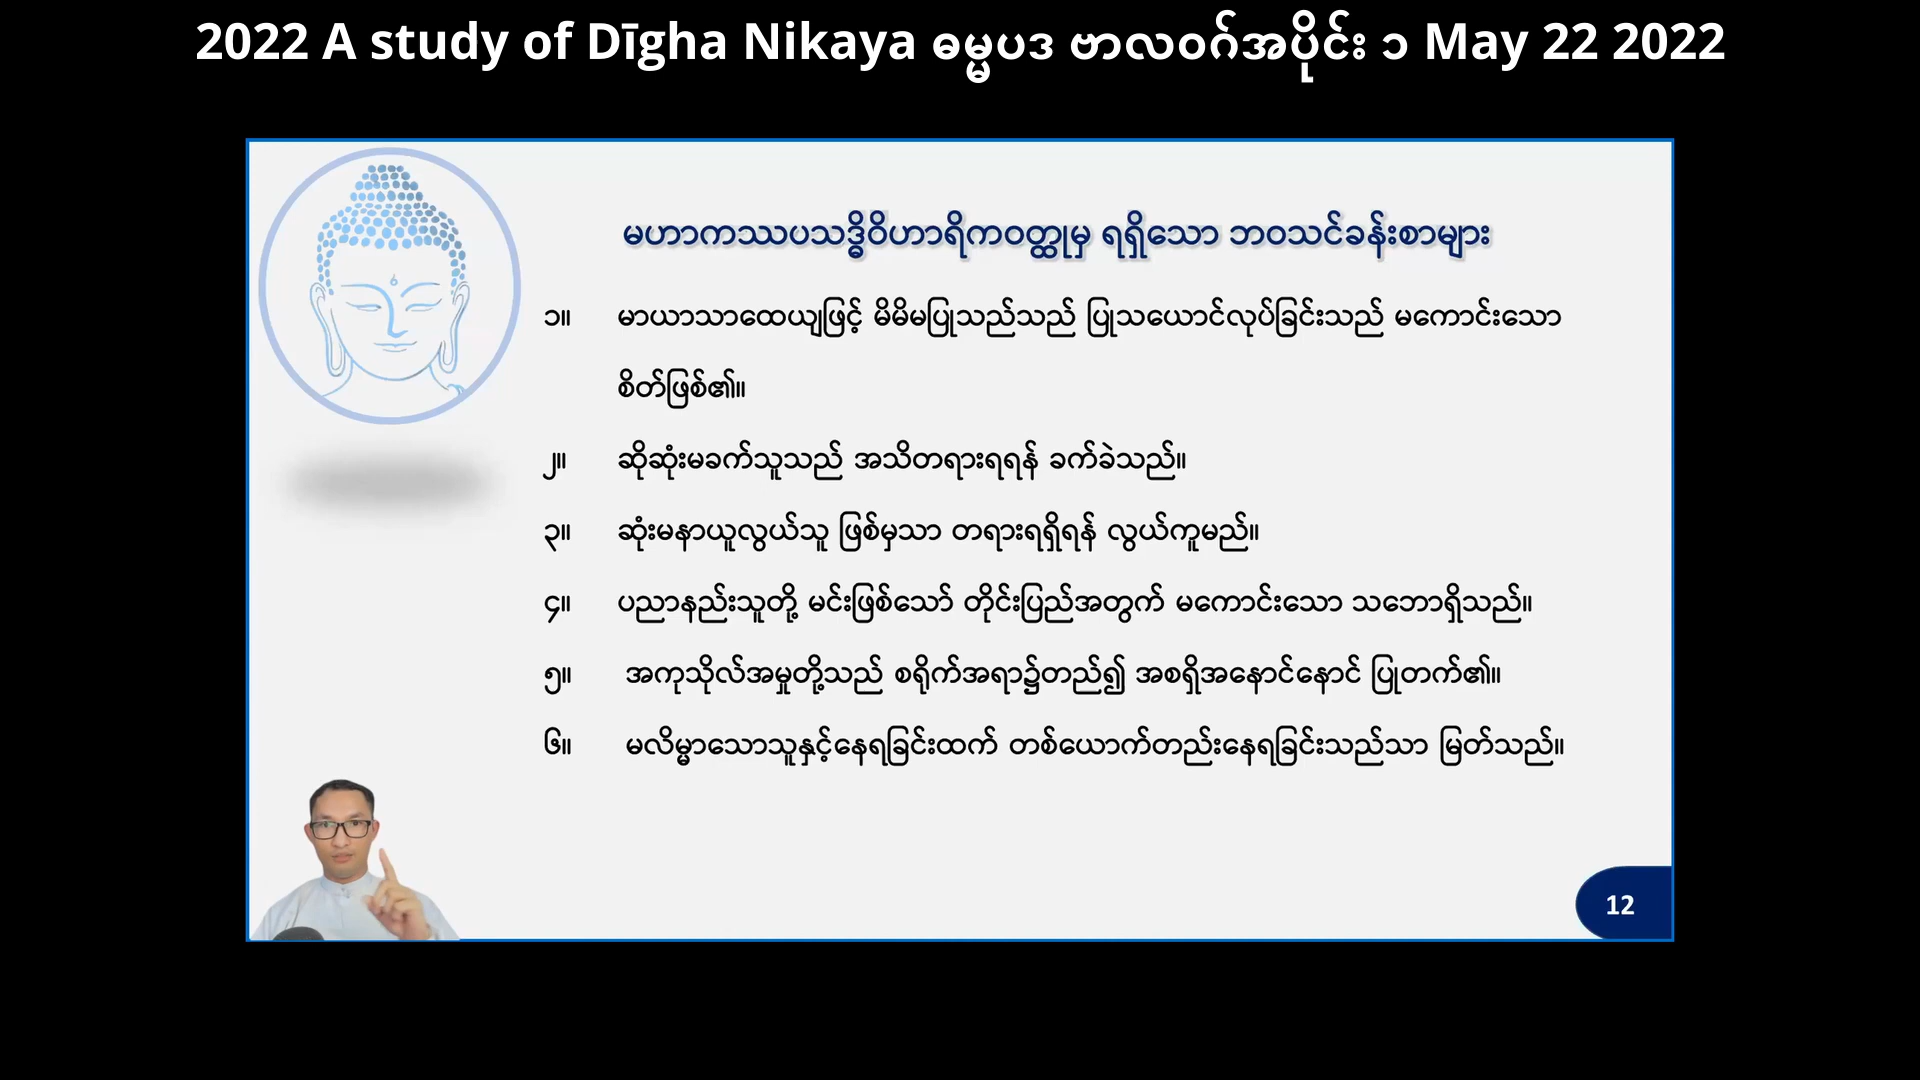 2022 A study of Dīgha Nikaya ဓမ္မပဒ ဗာလဝဂ်အပိုင်း ၁ May 22 2022
မဟာကဿပသဒ္ဓိဝိဟာရိကဝတ္ထုမှ ရရှိသော ဘဝသင်ခန်းစာများ
၁။ မာယာသာထေယျဖြင့် မိမိမပြုသည်သည် ပြုသယောင်လုပ်ခြင်းသည် မကောင်းသော
စိတ်ဖြစ်၏။
၂။ ဆိုဆုံးမခက်သူသည် အသိတရားရရန် ခက်ခဲသည်။
၃။ ဆုံးမနာယူလွယ်သူ ဖြစ်မှသာ တရားရရှိရန် လွယ်ကူမည်။
၄။ ပညာနည်းသူတို့ မင်းဖြစ်သော် တိုင်းပြည်အတွက် မကောင်းသော သဘောရှိသည်။
၅။ အကုသိုလ်အမှုတို့သည် စရိုက်အရာ၌တည်၍ အစရှိအနောင်နောင် ပြုတက်၏။
၆။ မလိမ္မာသောသူနှင့်နေရခြင်းထက် တစ်ယောက်တည်းနေရခြင်းသည်သာ မြတ်သည်။
12